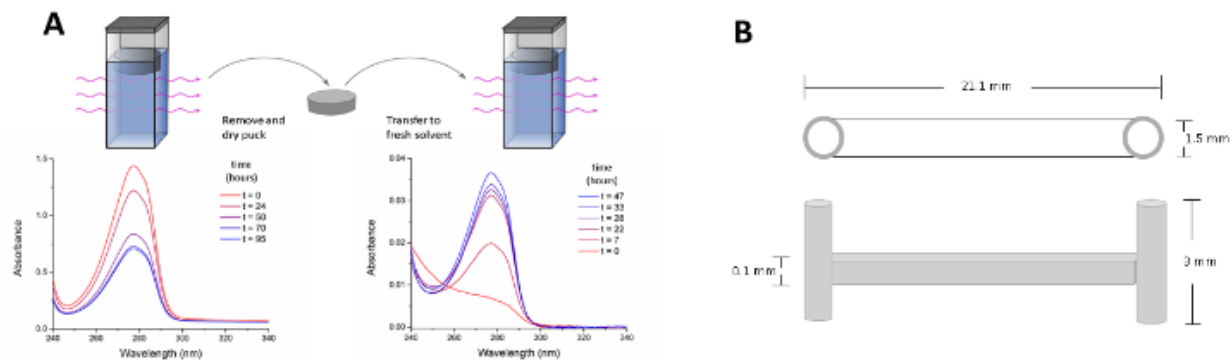 A
Remove and
dry puck
Transfer to
fresh solvent
1.5
1.0
0.5
0.0
Absorbance
time
(hours)
t = 0
t = 24
t = 50
t = 70
t = 95
240
260
280
300
320
340
Wavelength (nm)
0.04
0.03
0.02
0.01
0.00
Absorbance
time
(hours)
t = 47
t = 33
t = 28
t = 22
t = 7
t = 0
240
260
280
300
320
340
Wavelength (nm)
B
21.1 mm
1.5 mm
0.1 mm
3 mm